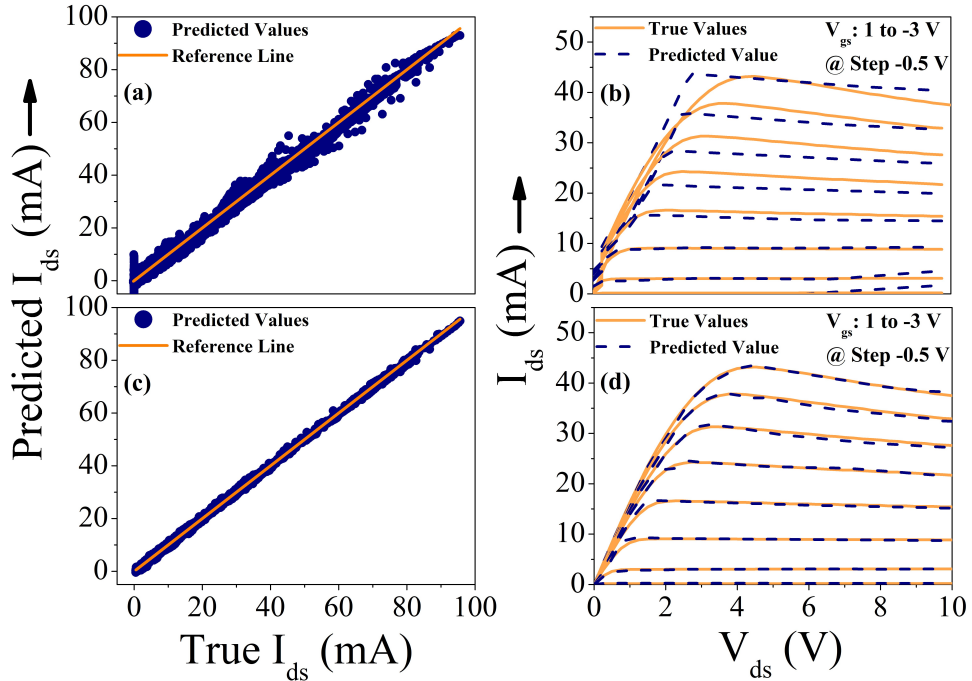 Predicted I_ds (mA)
100
80
60
40
20
0
Predicted Values
Reference Line
(a)
50
40
30
20
10
0
True Values
Predicted Value
V_gs: 1 to -3 V
@ Step -0.5 V
(b)
100
80
60
40
20
0
Predicted Values
Reference Line
(c)
0
20
40
60
80
100
True I_ds (mA)
I_ds (mA)
50
40
30
20
10
0
True Values
Predicted Value
V_gs: 1 to -3 V
@ Step -0.5 V
(d)
0
2
4
6
8
10
V_ds (V)